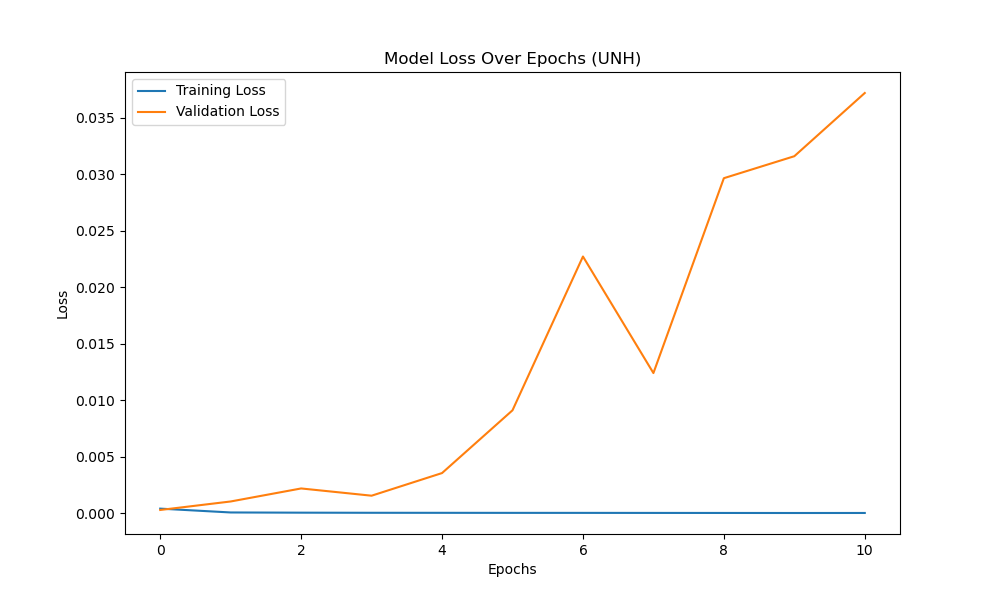 Model Loss Over Epochs (UNH)
Training Loss
Validation Loss
0.035
0.030
0.025
0.020
0.015
0.010
0.005
0.000
Loss
0 2 4 6 8 10
Epochs